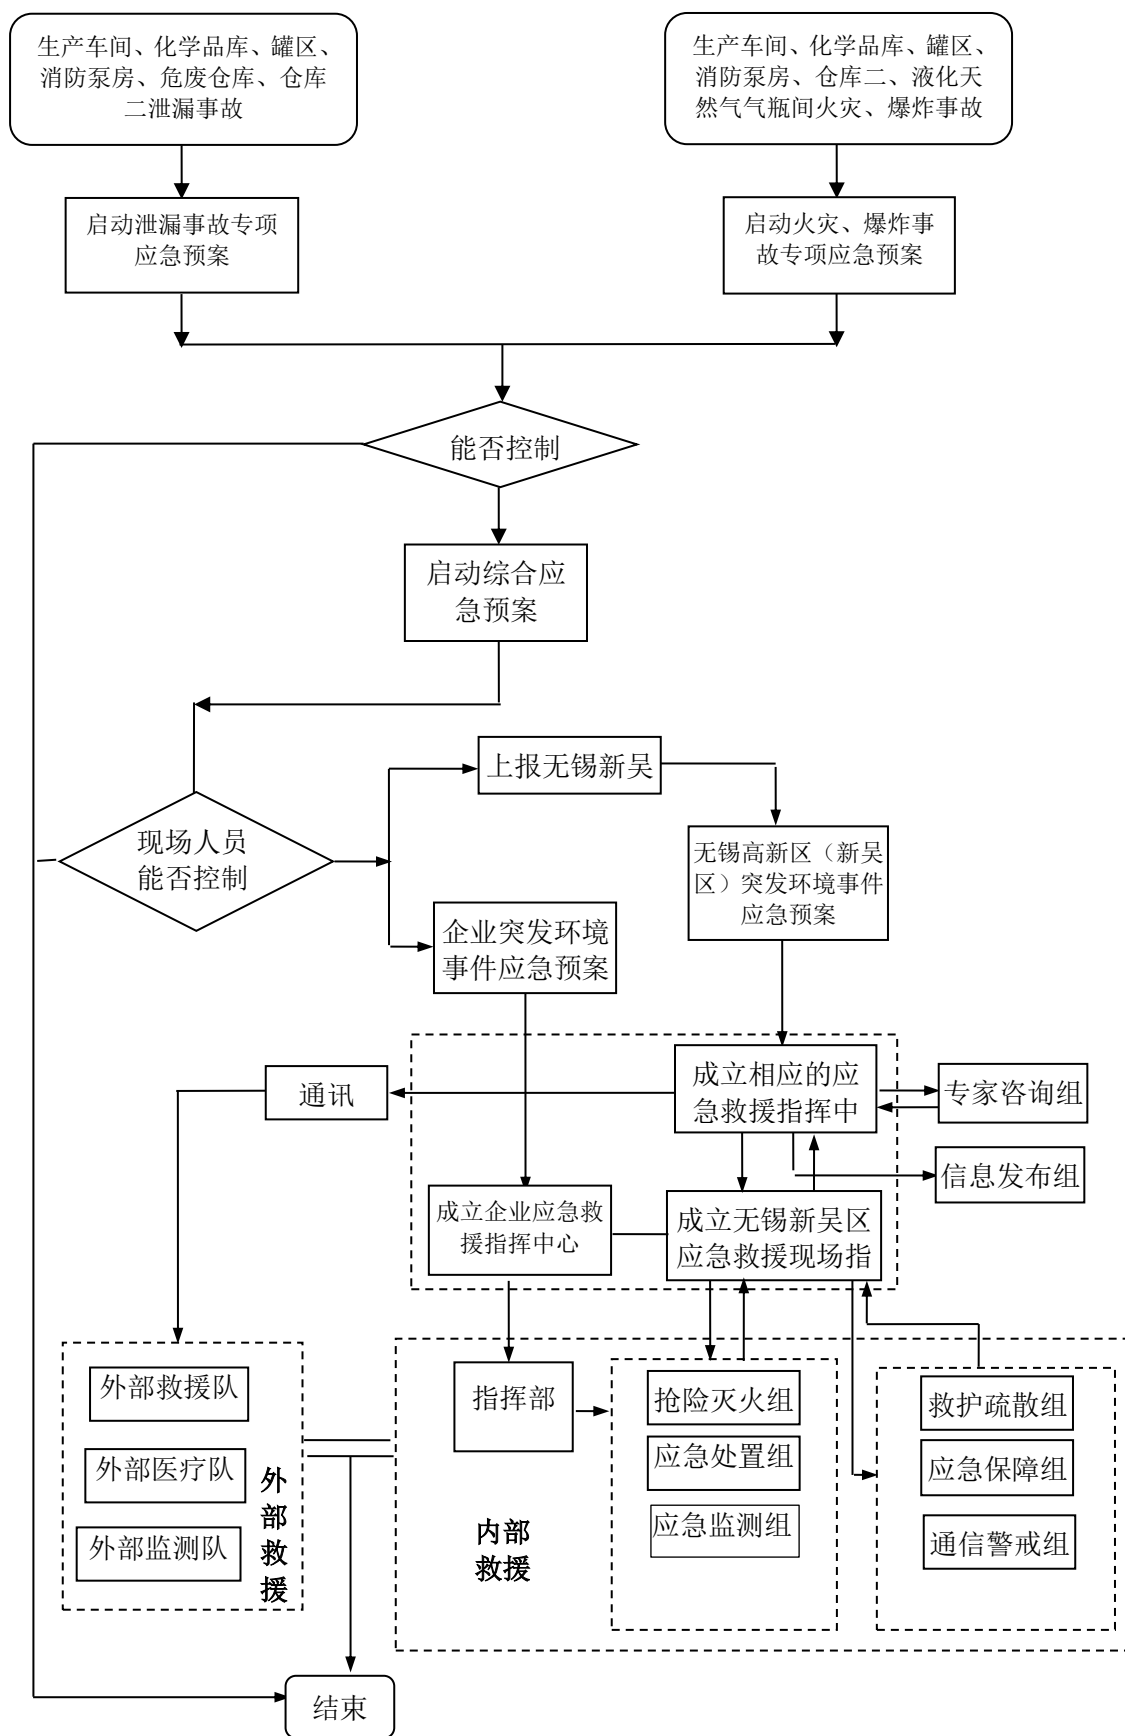 生产车间、化学品库、罐区、
消防泵房、危废仓库、仓库
二泄漏事故
生产车间、化学品库、罐区、
消防泵房、仓库二、液化天
然气气瓶间火灾、爆炸事故
启动泄漏事故专项
应急预案
启动火灾、爆炸事
故专项应急预案
能否控制
启动综合应
急预案
上报无锡新吴
现场人员
能否控制
无锡高新区（新吴
区）突发环境事件
应急预案
企业突发环境
事件应急预案
通讯
成立相应的应
急救援指挥中
专家咨询组
信息发布组
成立企业应急救
援指挥中心
成立无锡新吴区
应急救援现场指
外部救援队
外部医疗队
外部监测队
外
部
救
援
指挥部
内部
救援
抢险灭火组
应急处置组
应急监测组
救护疏散组
应急保障组
通信警戒组
结束